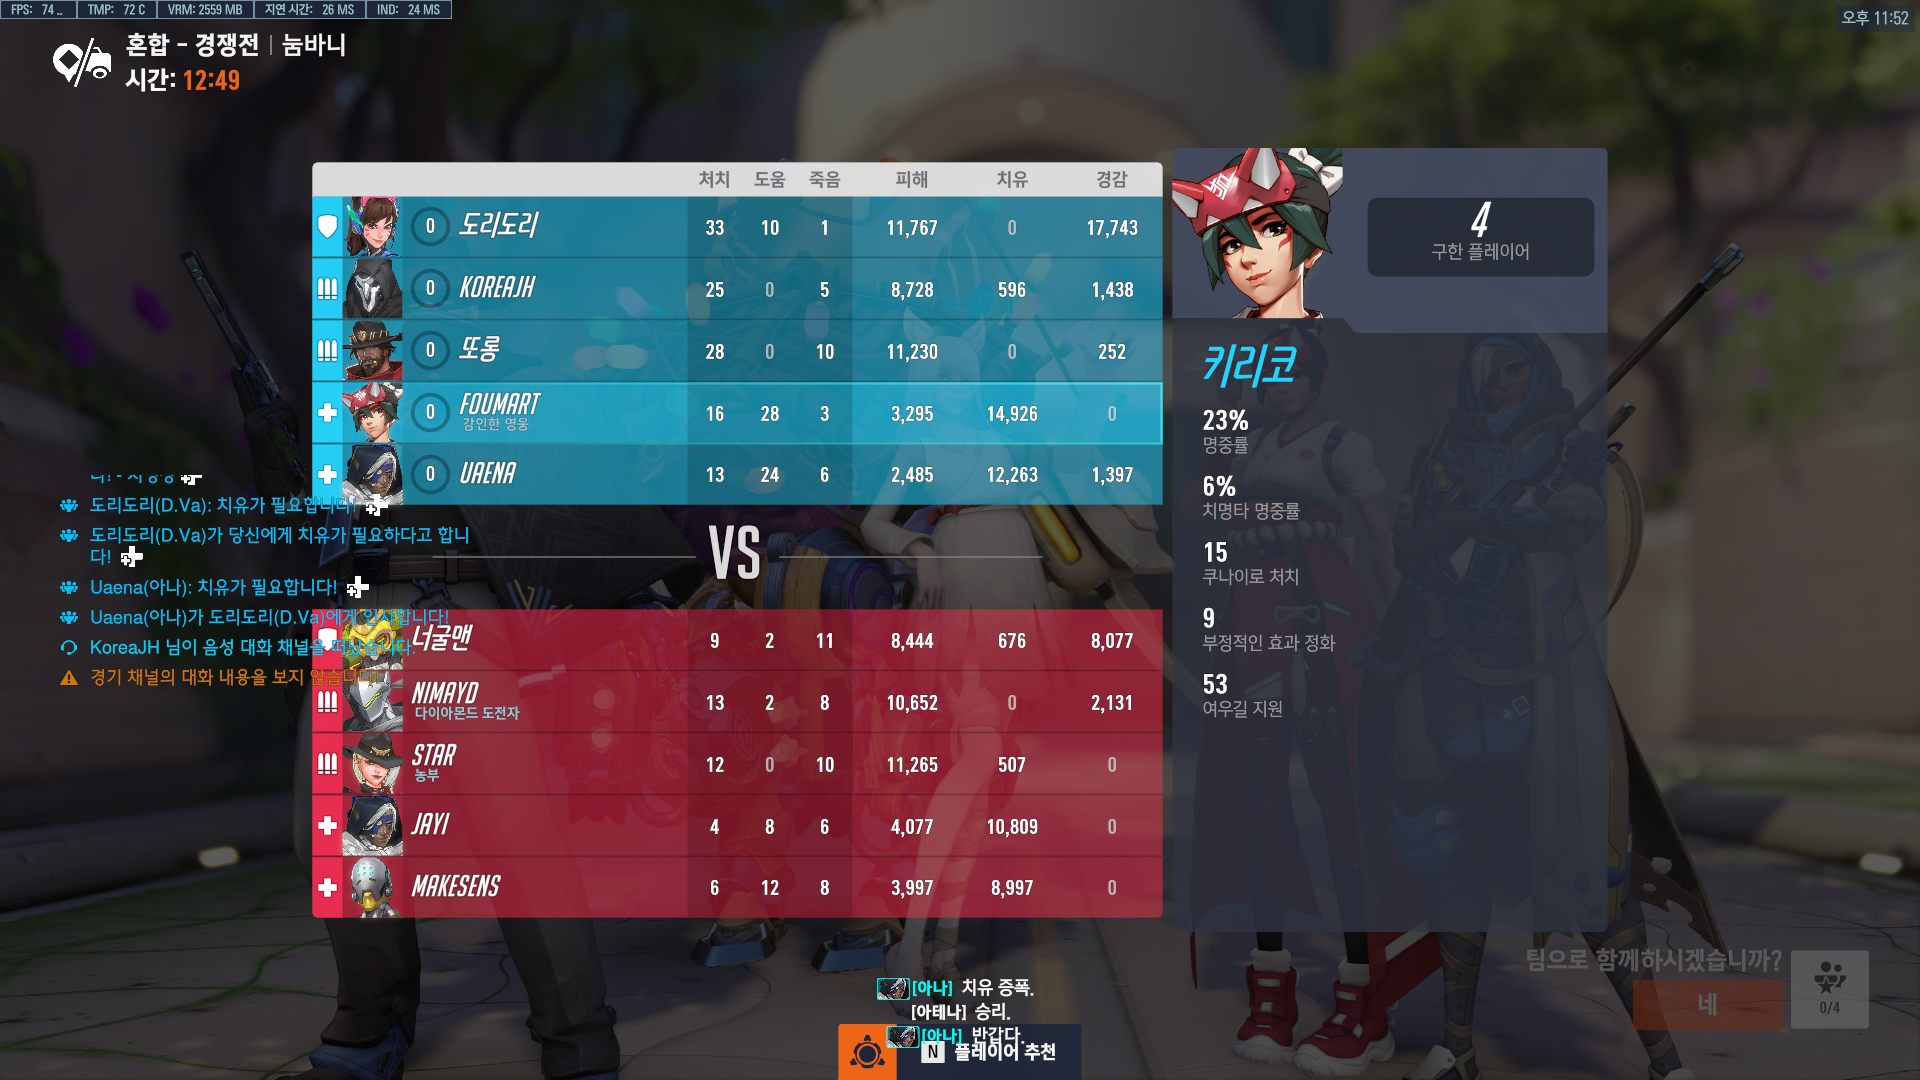 FPS: 74 .. TMP: 72 C VRM: 2559 MB 지연 시간: 26 MS IND: 24 MS
오후 11:52
혼합 - 경쟁전 | 눔바니
시간: 12:49
처치 도움 죽음 피해 치유 경감
0 도리도리 33 10 1 11,767 0 17,743
0 KOREAJH 25 0 5 8,728 596 1,438
0 또롱 28 0 10 11,230 0 252
0 FOUMART 16 28 3 3,295 14,926 0
강인한 영웅
0 UAENA 13 24 6 2,485 12,263 1,397
VS
너굴맨 9 2 11 8,444 676 8,077
NIMAYD 13 2 8 10,652 0 2,131
다이아몬드 도전자
STAR 12 0 10 11,265 507 0
농부
JAYI 4 8 6 4,077 10,809 0
MAKESENS 6 12 8 3,997 8,997 0
4
구한 플레이어
키리코
23%
명중률
6%
치명타 명중률
15
쿠나이로 처치
9
부정적인 효과 정화
53
여우길 지원
도리도리(D.Va): 치유가 필요합니다!
도리도리(D.Va)가 당신에게 치유가 필요하다고 합니
다!
Uaena(아나): 치유가 필요합니다!
Uaena(아나)가 도리도리(D.Va)에게 인사합니다!
KoreaJH 님이 음성 대화 채널을 떠났습니다.
경기 채널의 대화 내용을 보지 않습니다!
[아나] 치유 증폭.
[아테나] 승리.
[아나] 반갑다.
N 플레이어 추천
팀으로 함께하시겠습니까?
네
0/4